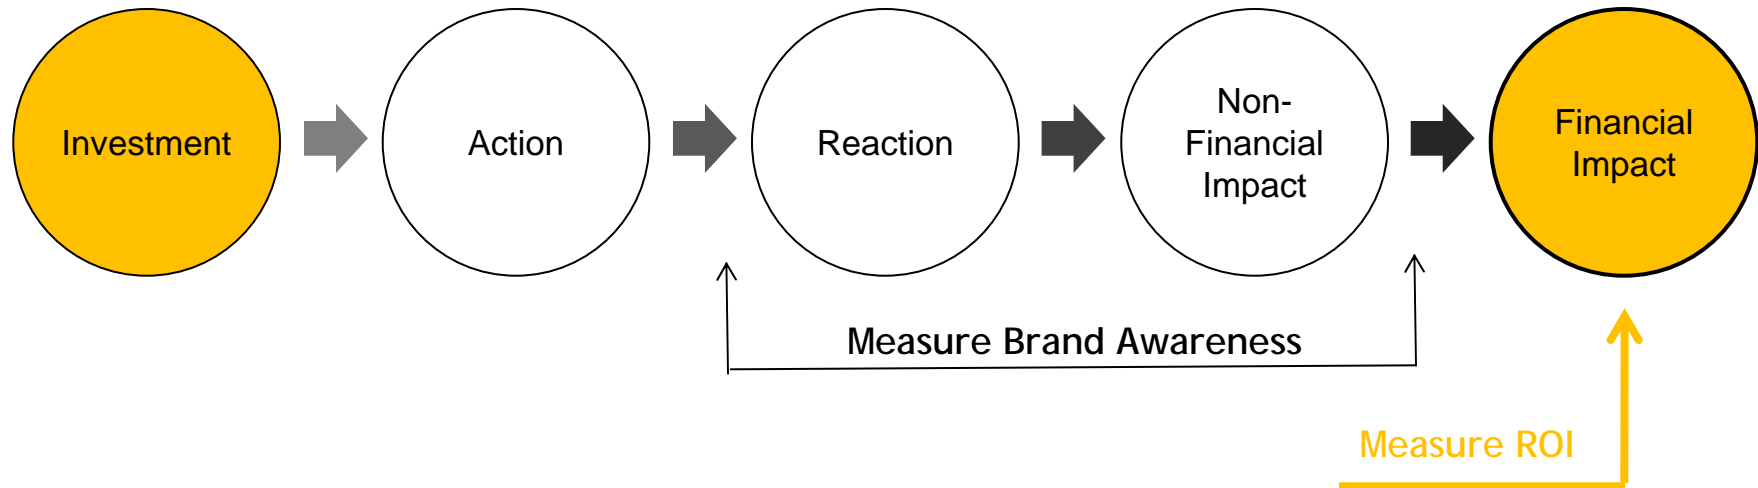 Investment
Action
Reaction
Non-
Financial
Impact
Financial
Impact
Measure Brand Awareness
Measure ROI